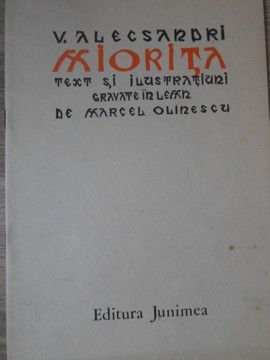 V. ALECSANDRI
MIORIȚA
TEXT ȘI ILUSTRAȚIUNI
GRAVATE ÎN LEMN
DE MARCEL OLINESCU
Editura Junimea